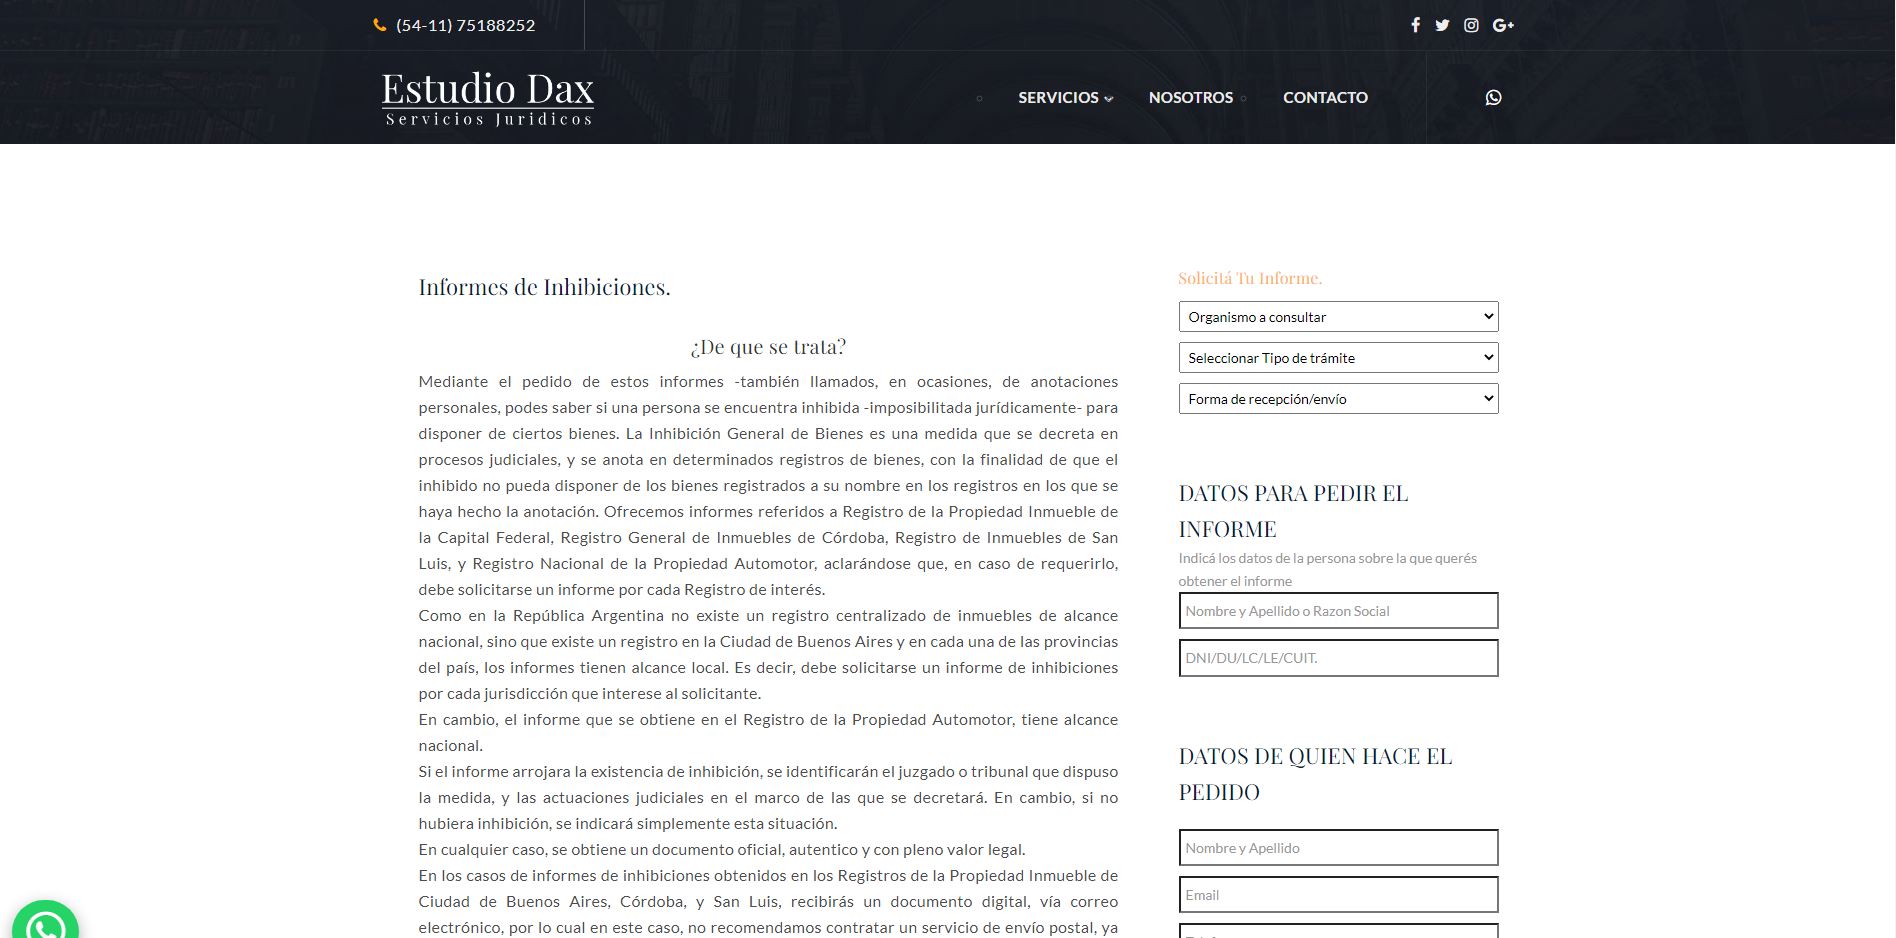 (54-11) 75188252
Estudio Dax
Servicios Juridicos
SERVICIOS
NOSOTROS
CONTACTO
Informes de Inhibiciones.
¿De que se trata?
Mediante el pedido de estos informes -también llamados, en ocasiones, de anotaciones
personales, podes saber si una persona se encuentra inhibida -imposibilitada jurídicamente- para
disponer de ciertos bienes. La Inhibición General de Bienes es una medida que se decreta en
procesos judiciales, y se anota en determinados registros de bienes, con la finalidad de que el
inhibido no pueda disponer de los bienes registrados a su nombre en los registros en los que se
haya hecho la anotación. Ofrecemos informes referidos a Registro de la Propiedad Inmueble de
la Capital Federal, Registro General de Inmuebles de Córdoba, Registro de Inmuebles de San
Luis, y Registro Nacional de la Propiedad Automotor, aclarándose que, en caso de requerirlo,
debe solicitarse un informe por cada Registro de interés.
Como en la República Argentina no existe un registro centralizado de inmuebles de alcance
nacional, sino que existe un registro en la Ciudad de Buenos Aires y en cada una de las provincias
del país, los informes tienen alcance local. Es decir, debe solicitarse un informe de inhibiciones
por cada jurisdicción que interese al solicitante.
En cambio, el informe que se obtiene en el Registro de la Propiedad Automotor, tiene alcance
nacional.
Si el informe arrojara la existencia de inhibición, se identificarán el juzgado o tribunal que dispuso
la medida, y las actuaciones judiciales en el marco de las que se decretará. En cambio, si no
hubiera inhibición, se indicará simplemente esta situación.
En cualquier caso, se obtiene un documento oficial, autentico y con pleno valor legal.
En los casos de informes de inhibiciones obtenidos en los Registros de la Propiedad Inmueble de
Ciudad de Buenos Aires, Córdoba, y San Luis, recibirás un documento digital, vía correo
electrónico, por lo cual en este caso, no recomendamos contratar un servicio de envío postal, ya
Solicitá Tu Informe.
Organismo a consultar
Seleccionar Tipo de trámite
Forma de recepción/envío
DATOS PARA PEDIR EL
INFORME
Indicá los datos de la persona sobre la que querés
obtener el informe
Nombre y Apellido o Razon Social
DNI/DU/LC/LE/CUIT.
DATOS DE QUIEN HACE EL
PEDIDO
Nombre y Apellido
Email